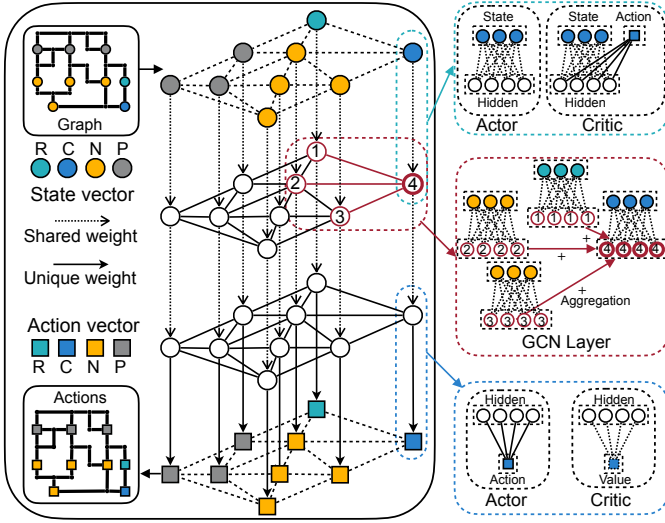 Graph
R C N P
State vector
Shared weight
Unique weight
Action vector
R C N P
Actions
1
2
4
3
State
Hidden
Actor
State Action
Hidden
Critic
1 1 1 1
2 2 2 2
4 4 4 4
+
+
+
Aggregation
3 3 3 3
GCN Layer
Hidden
Action
Actor
Hidden
Value
Critic